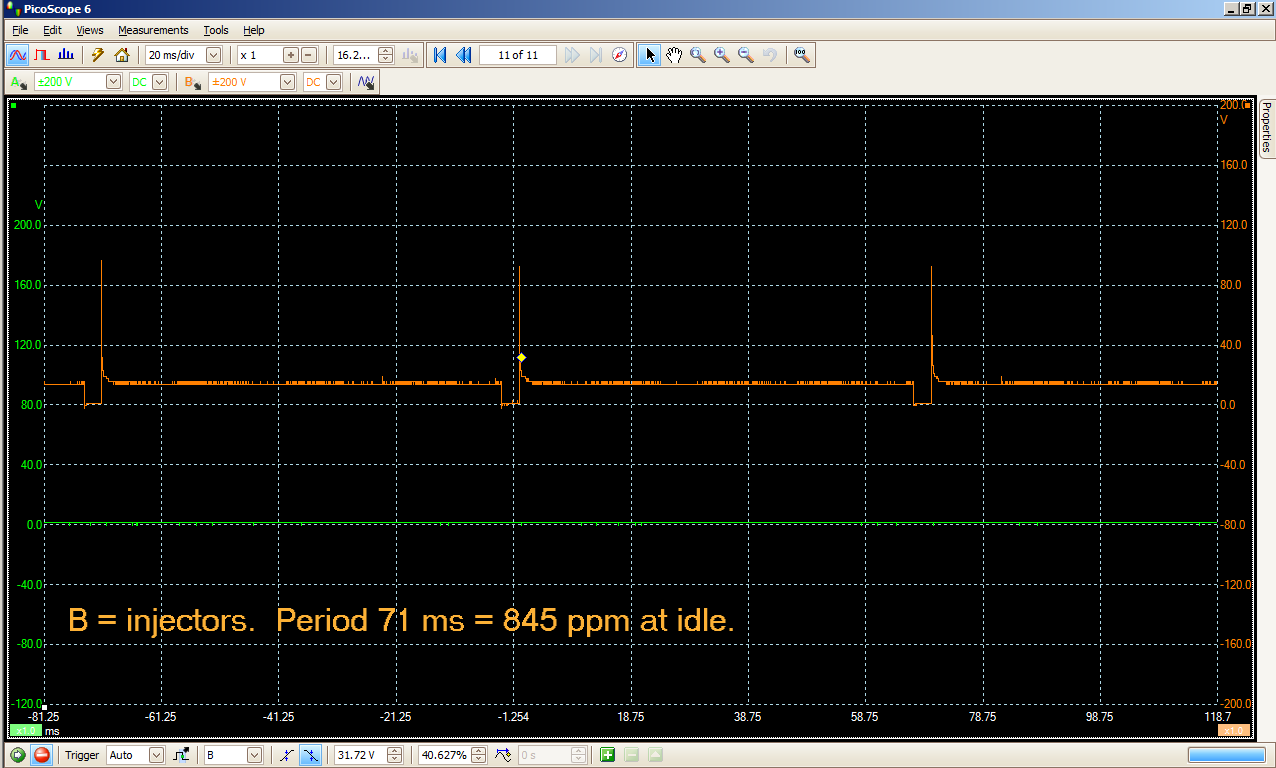 PicoScope 6
File Edit Views Measurements Tools Help
20 ms/div x 1 16.2... 11 of 11
A ±200 V DC B ±200 V DC
Properties
200.0
V
160.0
V
200.0 120.0
160.0 80.0
120.0 40.0
80.0 0.0
40.0 -40.0
0.0 -80.0
-40.0 -120.0
B = injectors. Period 71 ms = 845 ppm at idle.
-80.0 -160.0
-120.0 -200.0
-81.25 -61.25 -41.25 -21.25 -1.254 18.75 38.75 58.75 78.75 98.75 118.7
x1.0 ms x1.0
Trigger Auto B 31.72 V 40.627% 0 s